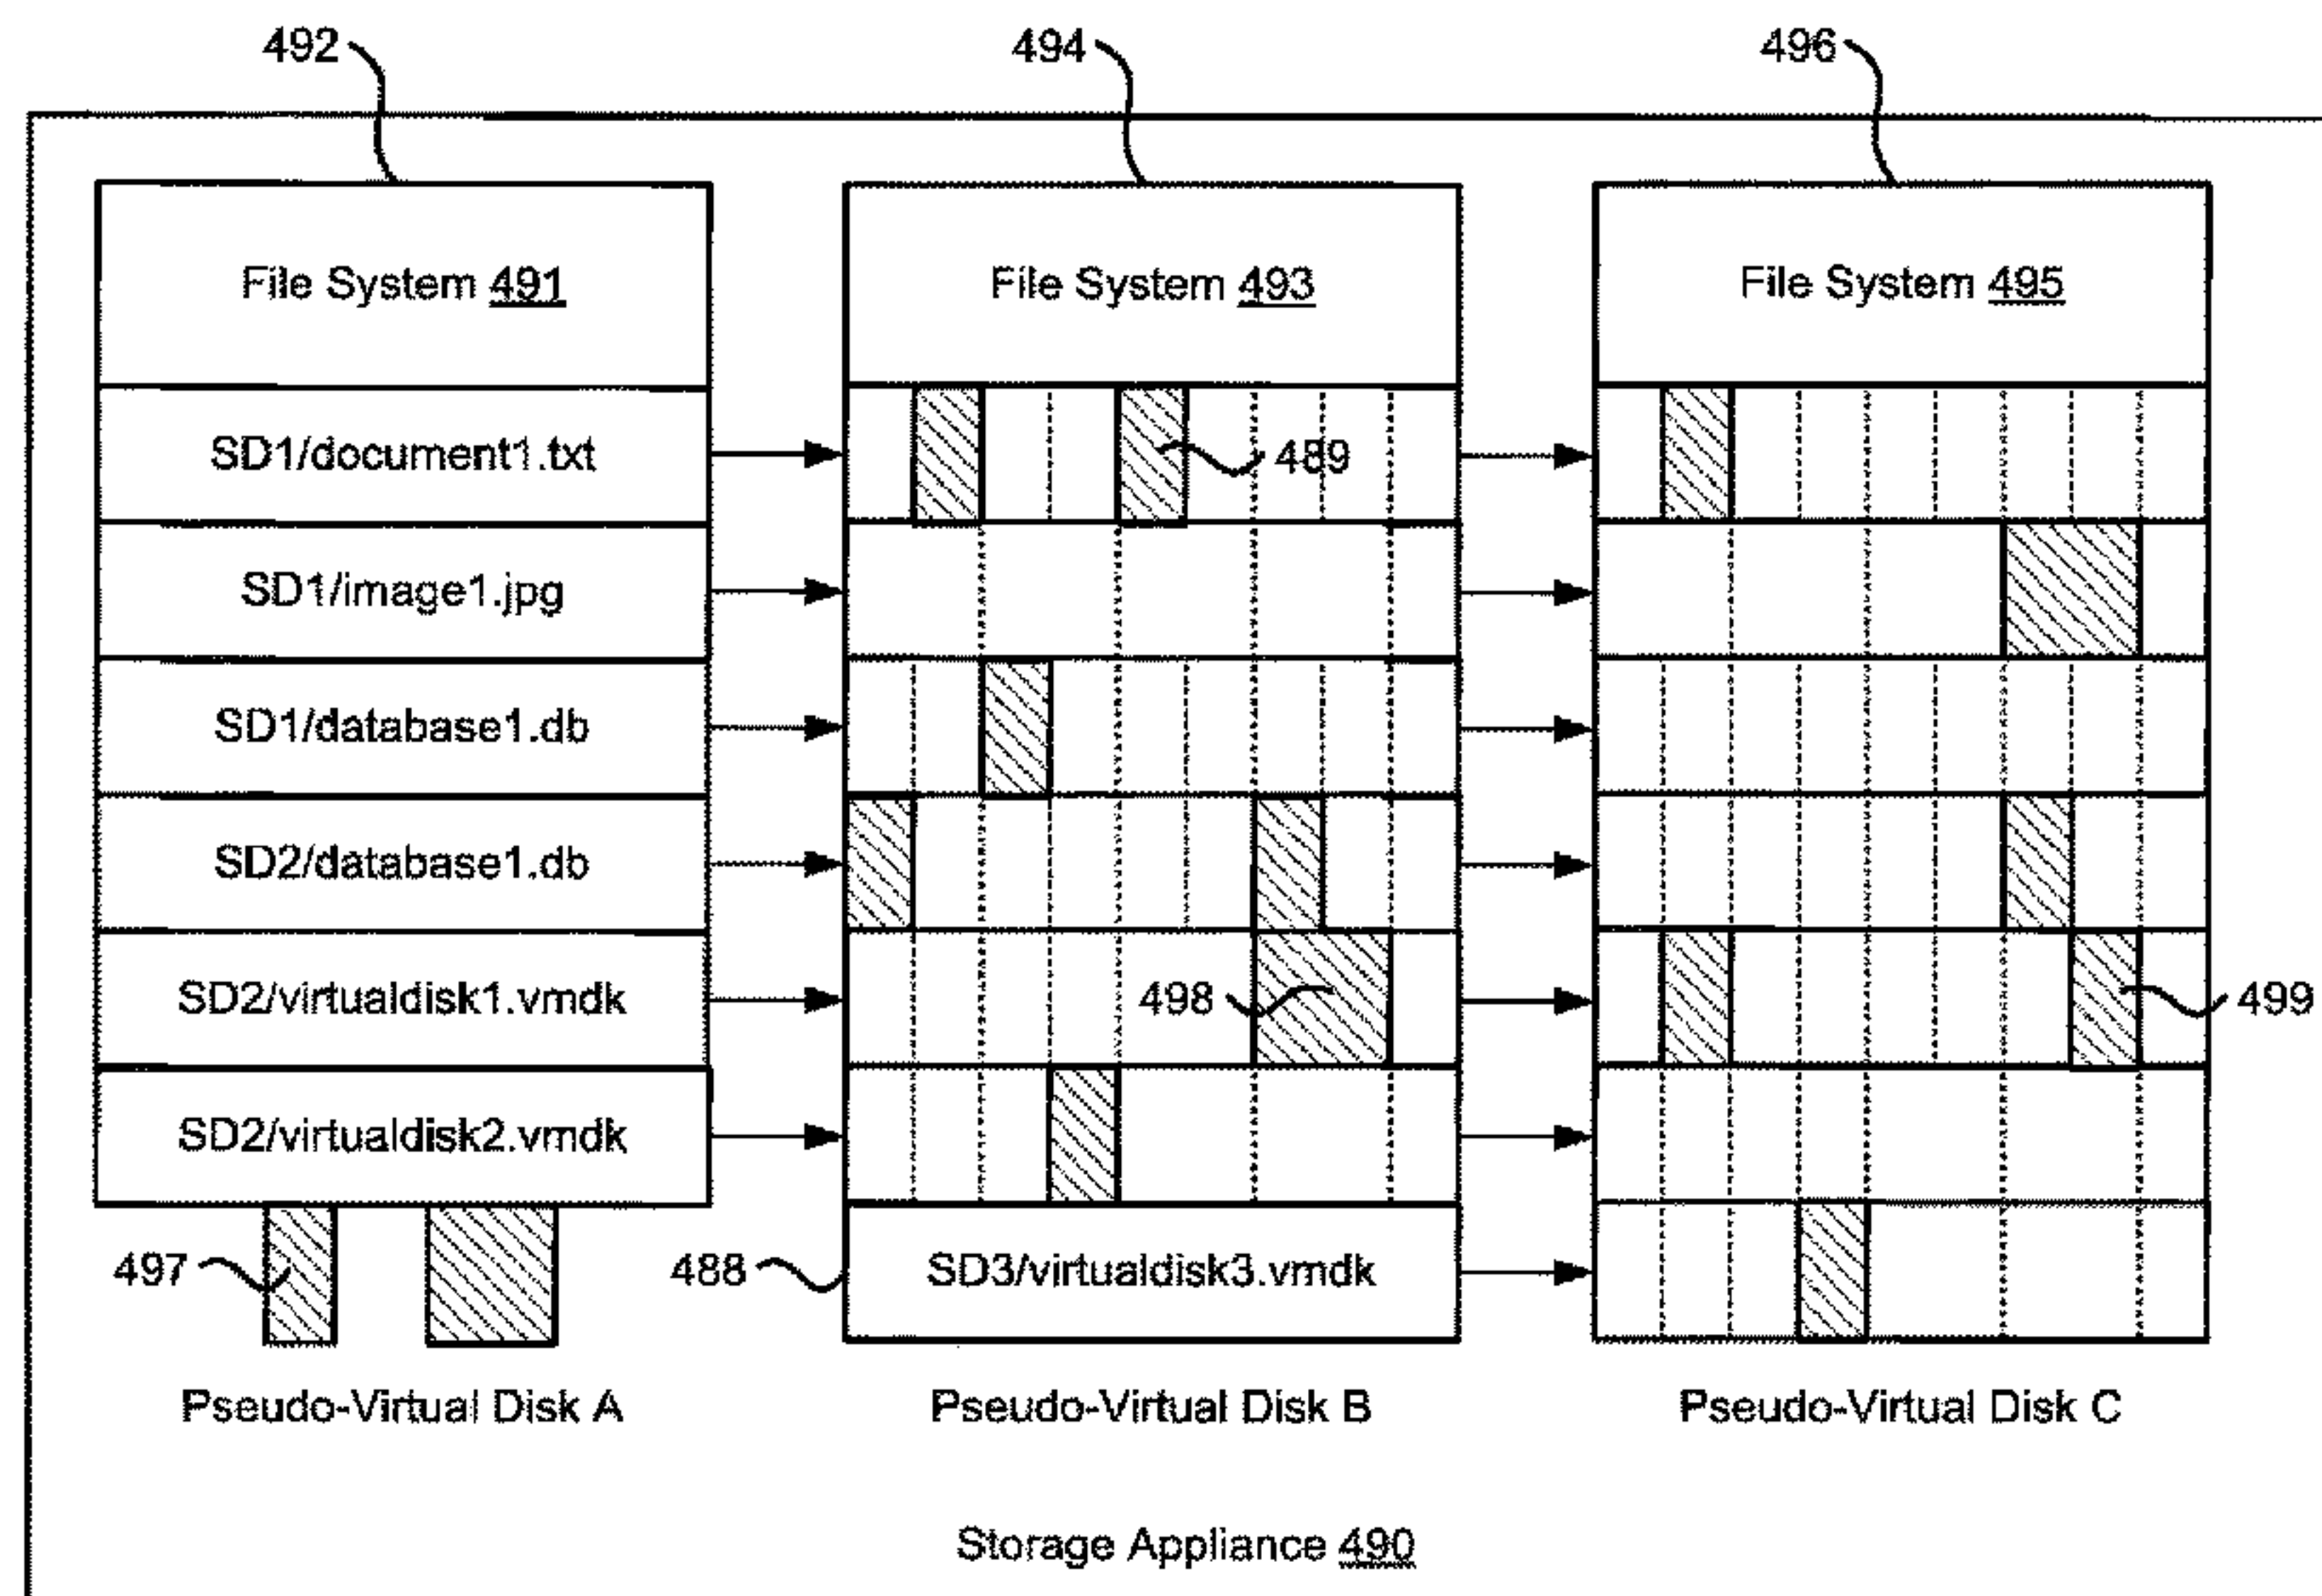 492 494 496
File System 491 File System 493 File System 495
SD1/document1.txt 489
SD1/image1.jpg
SD1/database1.db
SD2/database1.db
SD2/virtualdisk1.vmdk 498 499
SD2/virtualdisk2.vmdk
497 488 SD3/virtualdisk3.vmdk
Pseudo-Virtual Disk A Pseudo-Virtual Disk B Pseudo-Virtual Disk C
Storage Appliance 490